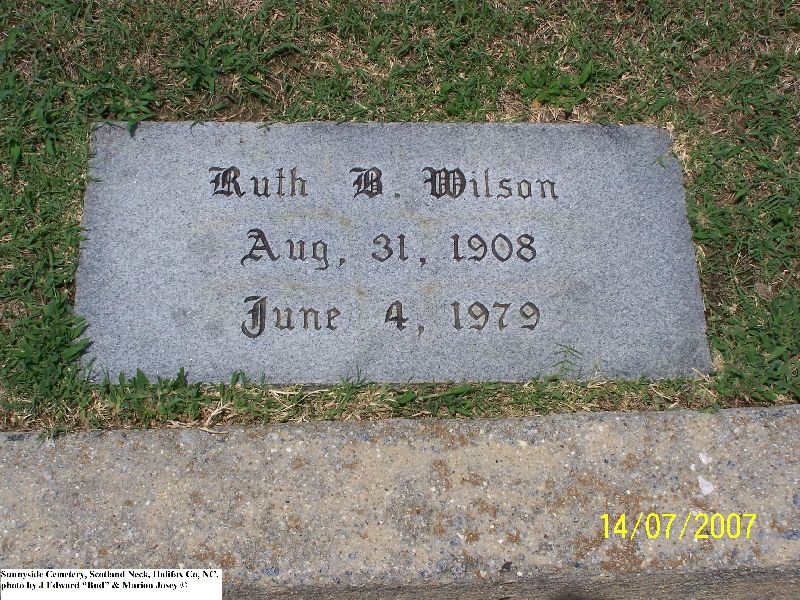 Ruth B. Wilson
Aug, 31, 1908
June 4, 1979
14/07/2007
Sunnyside Cemetery, Scotland Neck, Halifax Co, NC,
photo by J Edward "Bud" & Marion Josey ©